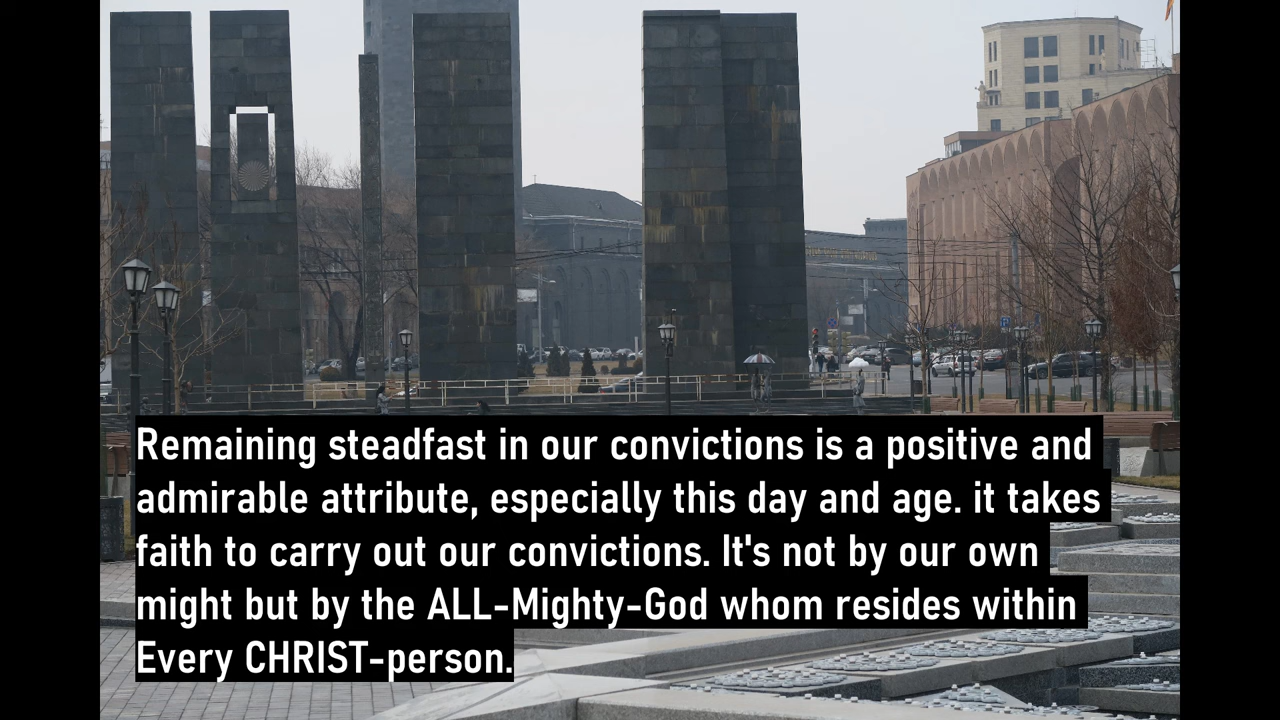 Remaining steadfast in our convictions is a positive and
admirable attribute, especially this day and age. it takes
faith to carry out our convictions. It's not by our own
might but by the ALL-Mighty-God whom resides within
Every CHRIST-person.